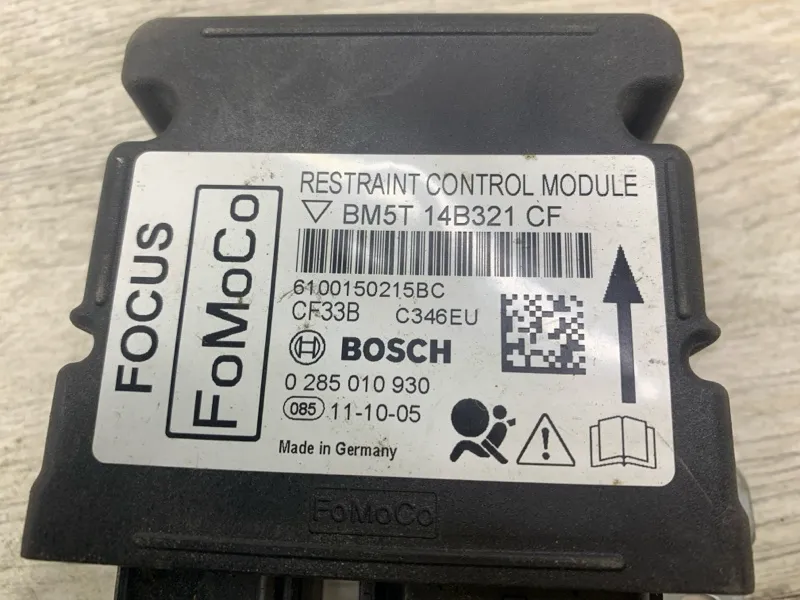 FOCUS
FoMoCo
RESTRAINT CONTROL MODULE
BM5T 14B321 CF
6100150215BC
CF33B C346EU
BOSCH
0 285 010 930
085 11-10-05
Made in Germany
FoMoCo